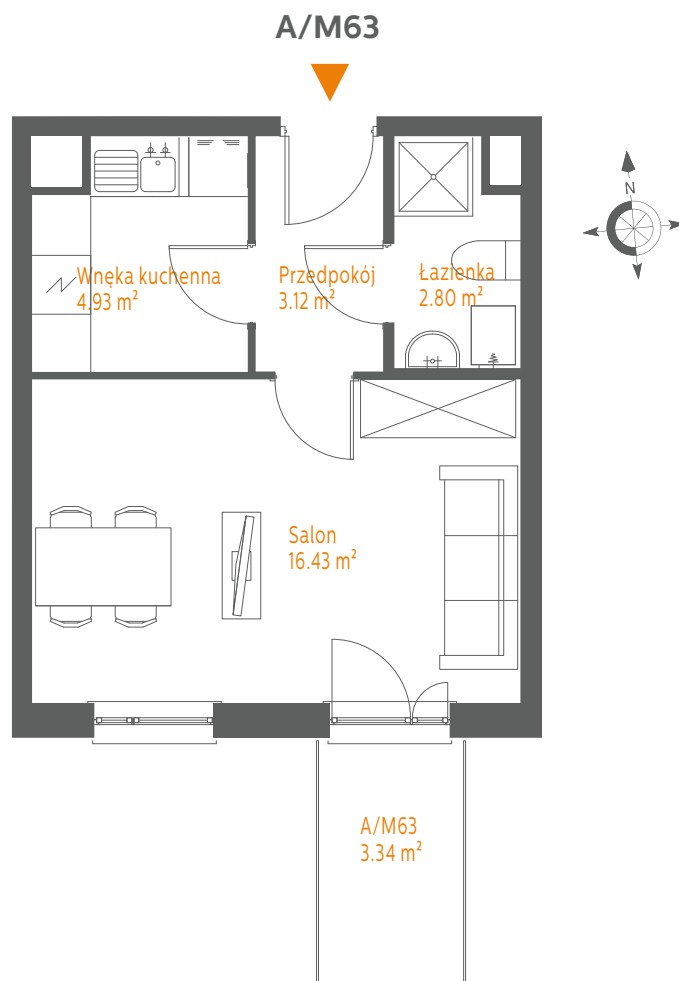 A/M63
N
Wnęka kuchenna
4.93 m²
Przedpokój
3.12 m²
Łazienka
2.80 m²
Salon
16.43 m²
A/M63
3.34 m²